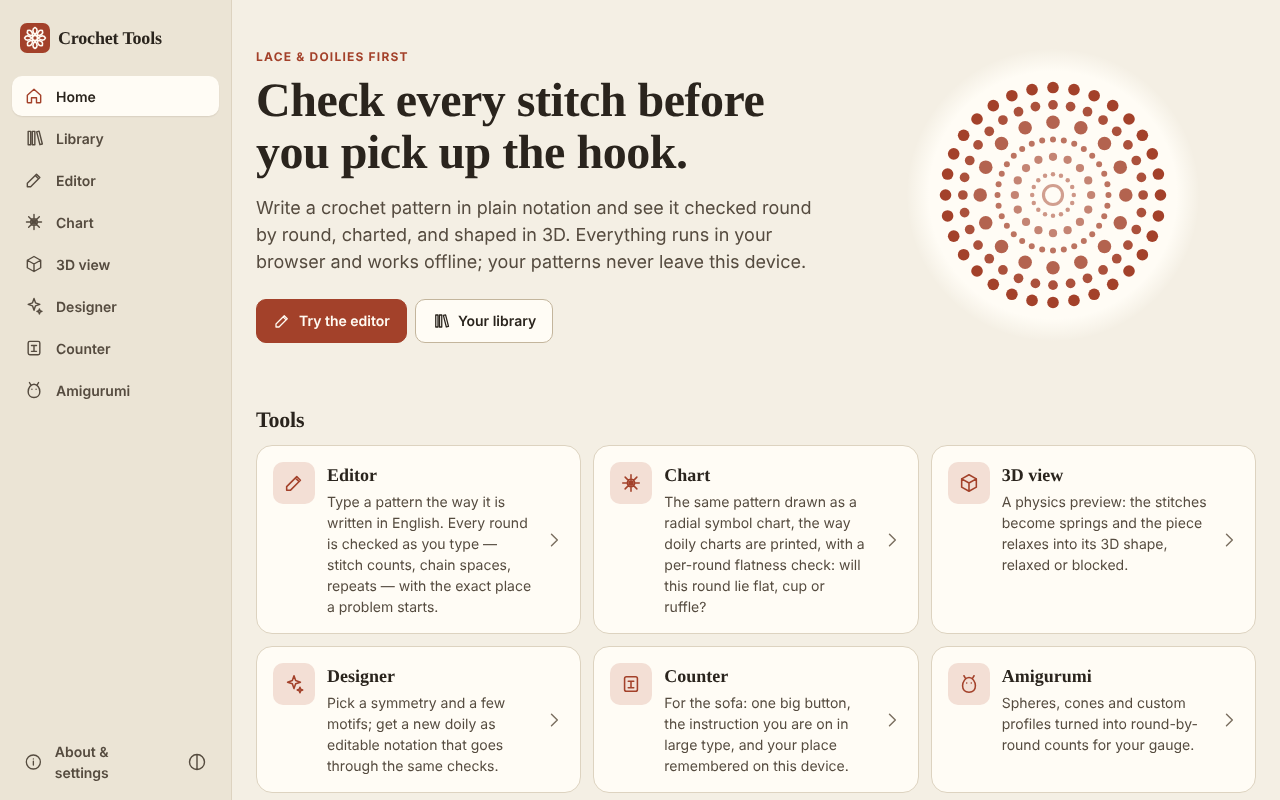 Crochet Tools
Home
Library
Editor
Chart
3D view
Designer
Counter
Amigurumi
About &
settings
LACE & DOILIES FIRST
Check every stitch before
you pick up the hook.
Write a crochet pattern in plain notation and see it checked round
by round, charted, and shaped in 3D. Everything runs in your
browser and works offline; your patterns never leave this device.
Try the editor
Your library
Tools
Editor
Type a pattern the way it is
written in English. Every round
is checked as you type —
stitch counts, chain spaces,
repeats — with the exact place
a problem starts.
Chart
The same pattern drawn as a
radial symbol chart, the way
doily charts are printed, with a
per-round flatness check: will
this round lie flat, cup or
ruffle?
3D view
A physics preview: the stitches
become springs and the piece
relaxes into its 3D shape,
relaxed or blocked.
Designer
Pick a symmetry and a few
motifs; get a new doily as
editable notation that goes
through the same checks.
Counter
For the sofa: one big button,
the instruction you are on in
large type, and your place
remembered on this device.
Amigurumi
Spheres, cones and custom
profiles turned into round-by-
round counts for your gauge.